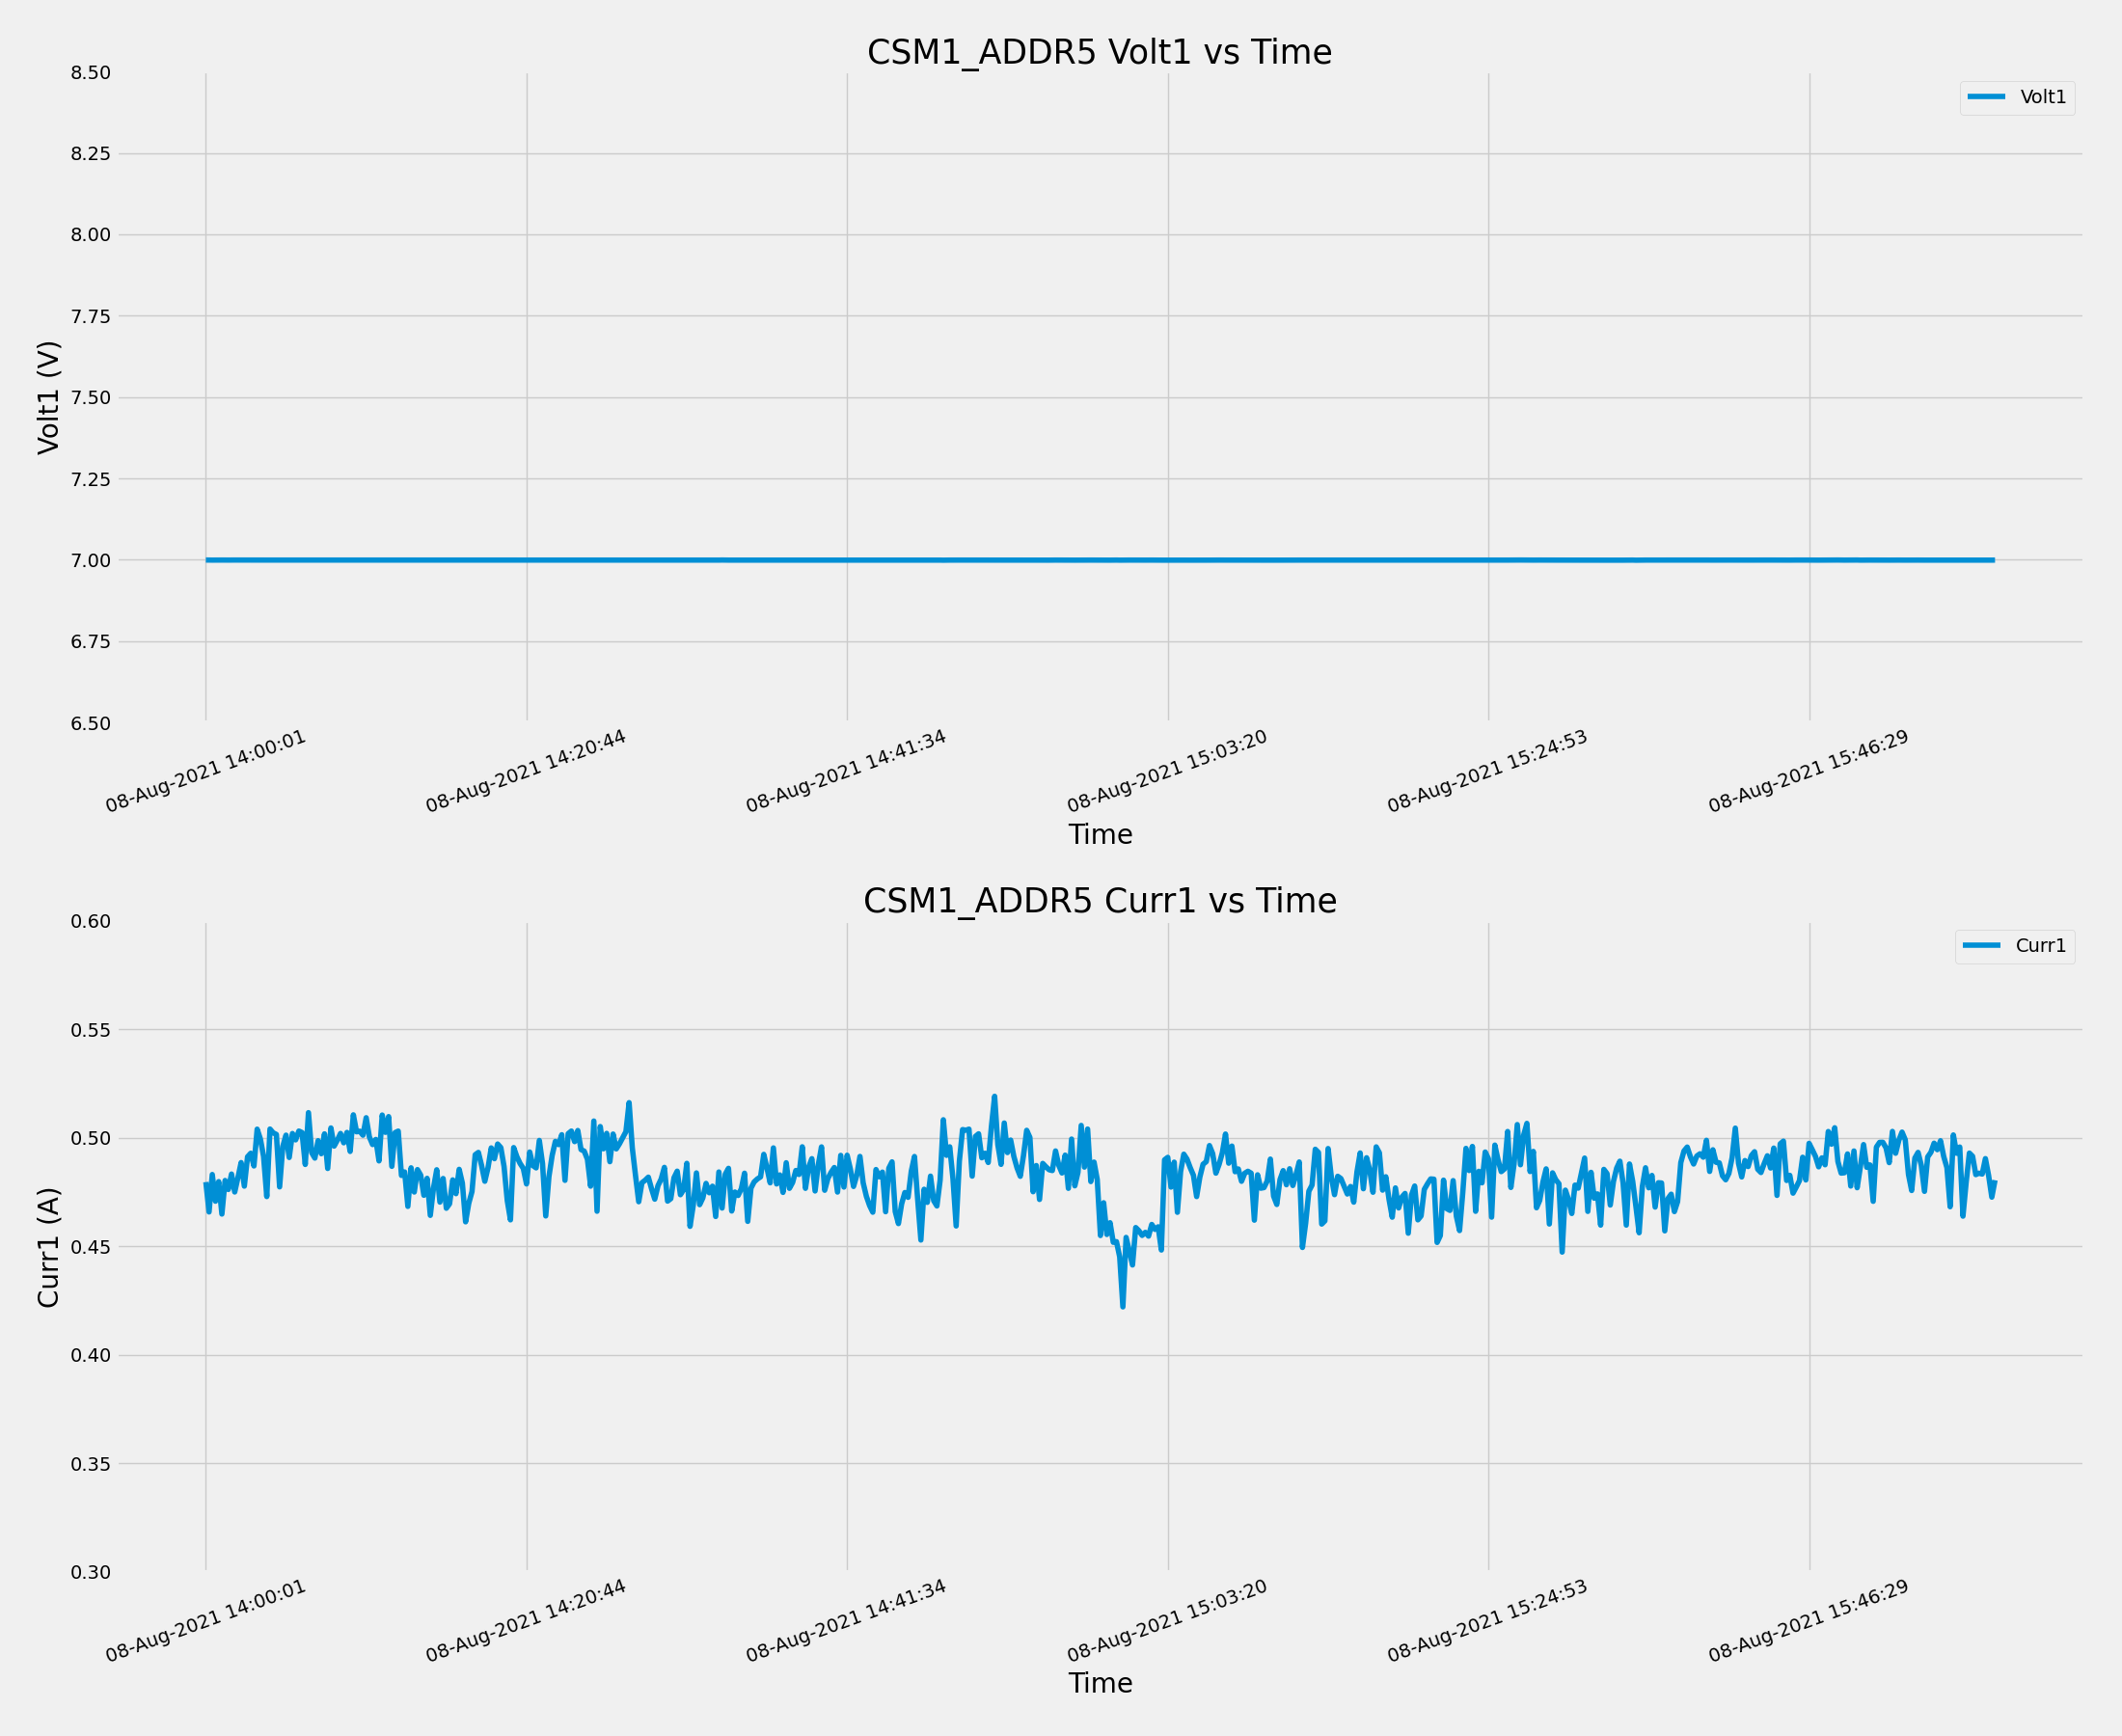 CSM1_ADDR5 Volt1 vs Time
8.50
Volt1
8.25
8.00
7.75
7.50
Volt1 (V)
7.25
7.00
6.75
6.50
08-Aug-2021 14:00:01
08-Aug-2021 14:20:44
08-Aug-2021 14:41:34
08-Aug-2021 15:03:20
08-Aug-2021 15:24:53
08-Aug-2021 15:46:29
Time
CSM1_ADDR5 Curr1 vs Time
0.60
Curr1
0.55
0.50
0.45
Curr1 (A)
0.40
0.35
0.30
08-Aug-2021 14:00:01
08-Aug-2021 14:20:44
08-Aug-2021 14:41:34
08-Aug-2021 15:03:20
08-Aug-2021 15:24:53
08-Aug-2021 15:46:29
Time